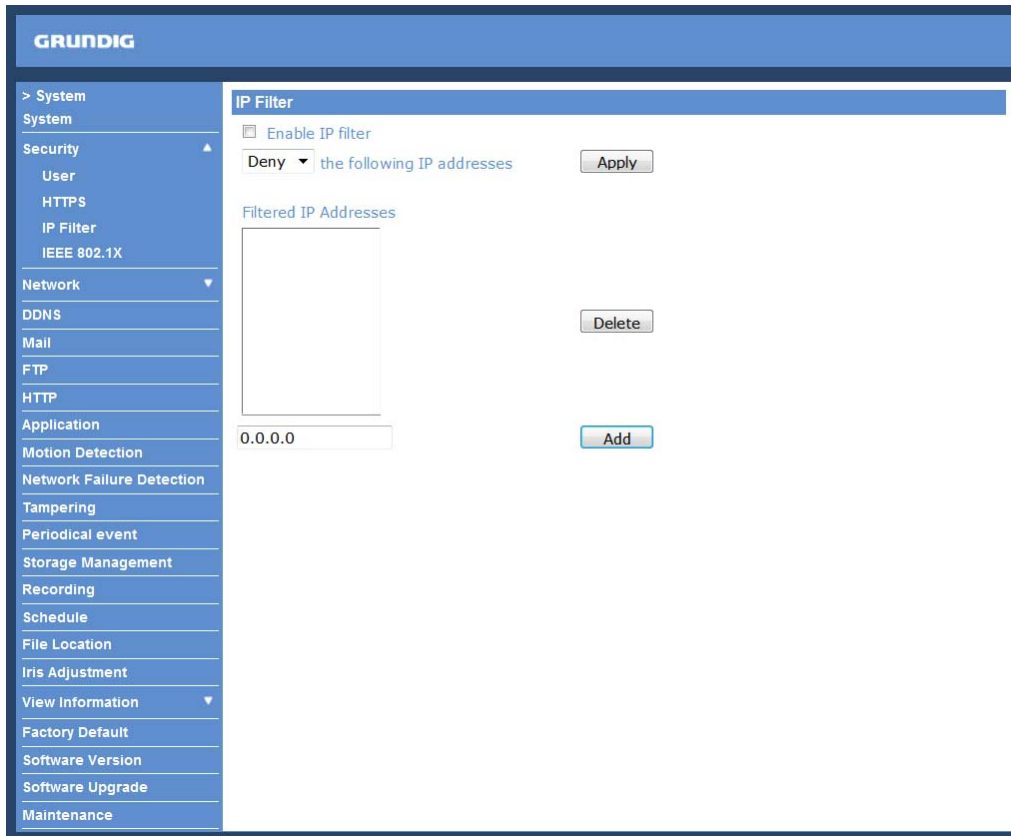 GRUNDIG
> System
System
Security
User
HTTPS
IP Filter
IEEE 802.1X
Network
DDNS
Mail
FTP
HTTP
Application
Motion Detection
Network Failure Detection
Tampering
Periodical event
Storage Management
Recording
Schedule
File Location
Iris Adjustment
View Information
Factory Default
Software Version
Software Upgrade
Maintenance
IP Filter
Enable IP filter
Deny the following IP addresses Apply
Filtered IP Addresses
Delete
0.0.0.0 Add